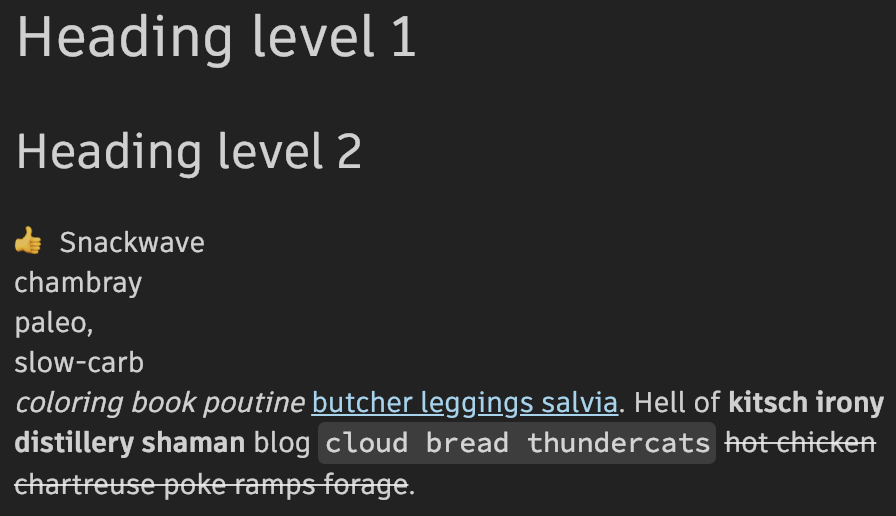 Heading level 1
Heading level 2
👍 Snackwave
chambray
paleo,
slow-carb
coloring book poutine butcher leggings salvia. Hell of kitsch irony
distillery shaman blog cloud bread thundercats hot chicken
chartreuse poke ramps forage.